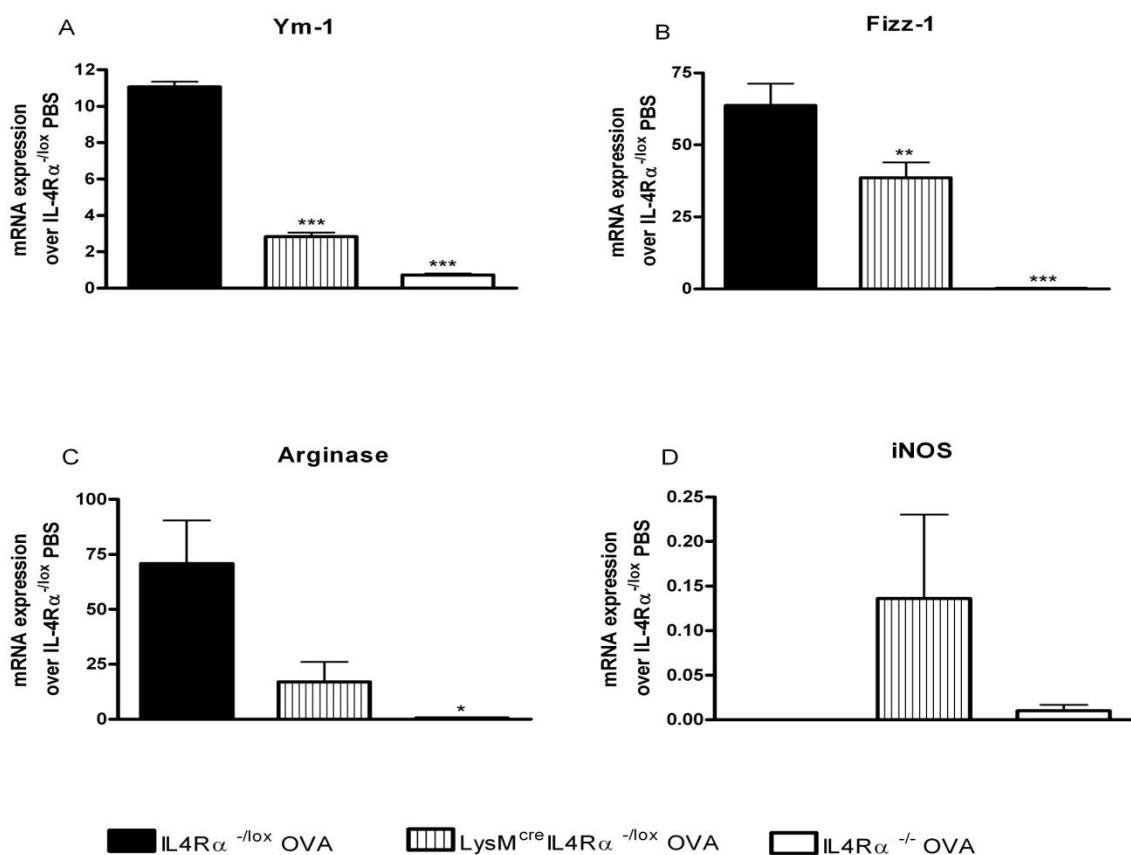 A
Ym-1
mRNA expression
over IL-4Rα-/lox PBS
12
10
8
6
4
2
0
***
***
B
Fizz-1
mRNA expression
over IL-4Rα-/lox PBS
75
50
25
0
**
***
C
Arginase
mRNA expression
over IL-4Rα-/lox PBS
100
75
50
25
0
*
D
iNOS
mRNA expression
over IL-4Rα-/lox PBS
0.25
0.20
0.15
0.10
0.05
0.00
IL4Rα -/lox OVA
LysMcreIL4Rα -/lox OVA
IL4Rα -/- OVA